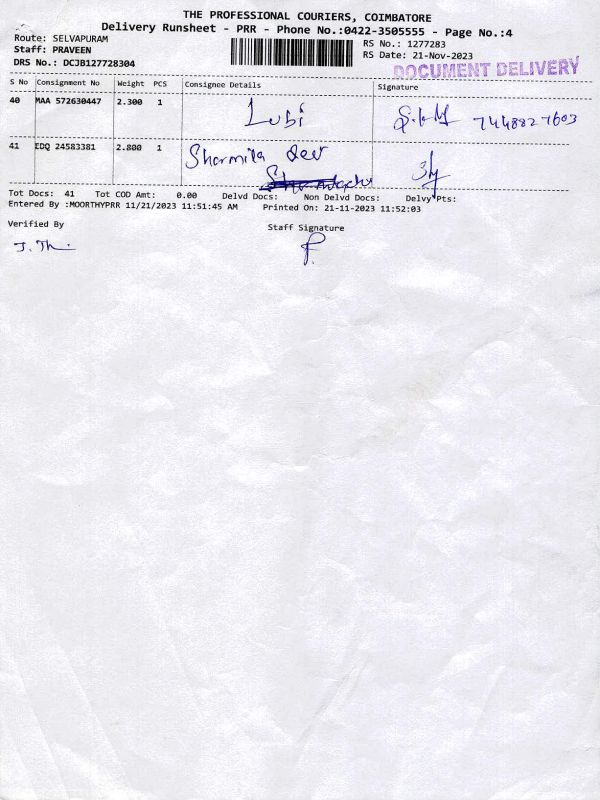 THE PROFESSIONAL COURIERS, COIMBATORE
Delivery Runsheet - PRR - Phone No.:0422-3505555 - Page No.:4
Route: SELVAPURAM
RS No.: 1277283
Staff: PRAVEEN
RS Date: 21-Nov-2023
DRS No.: DCJB127728304
DOCUMENT DELIVERY
S No Consignment No Weight PCS Consignee Details Signature
40 MAA 572630447 2.300 1 Lubi 7448827603
41 EDQ 24583381 2.800 1 Sharmila dev
Tot Docs: 41 Tot COD Amt: 0.00 Delvd Docs: Non Delvd Docs: Delvy Pts:
Entered By :MOORTHYPRR 11/21/2023 11:51:45 AM Printed On: 21-11-2023 11:52:03
Verified By
Staff Signature